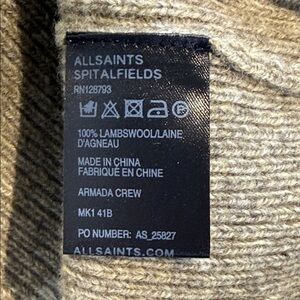 ALLSAINTS
SPITALFIELDS
RN128793
100% LAMBSWOOL/LAINE
D'AGNEAU
MADE IN CHINA
FABRIQUE EN CHINE
ARMADA CREW
MK1 41B
PO NUMBER: AS_25827
ALLSAINTS.COM